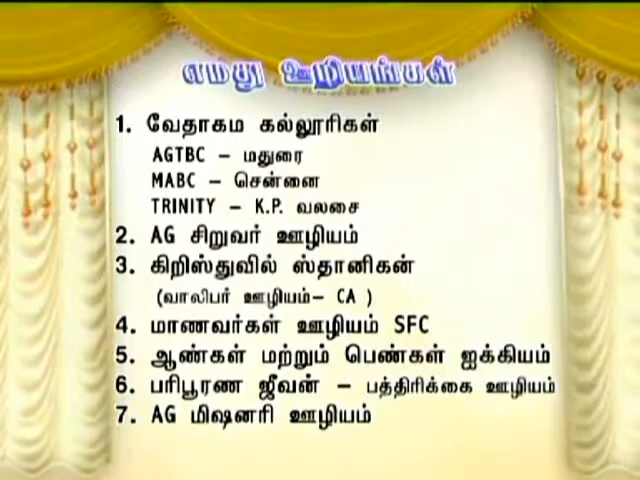 எமது ஊழியங்கள்
1. வேதாகம கல்லூரிகள்
AGTBC – மதுரை
MABC – சென்னை
TRINITY – K.P. வலசை
2. AG சிறுவர் ஊழியம்
3. கிறிஸ்துவில் ஸ்தானிகள்
(வாலிபர் ஊழியம்– CA )
4. மாணவர்கள் ஊழியம் SFC
5. ஆண்கள் மற்றும் பெண்கள் ஐக்கியம்
6. பரிபூரண ஜீவன் – பத்திரிக்கை ஊழியம்
7. AG மிஷனரி ஊழியம்